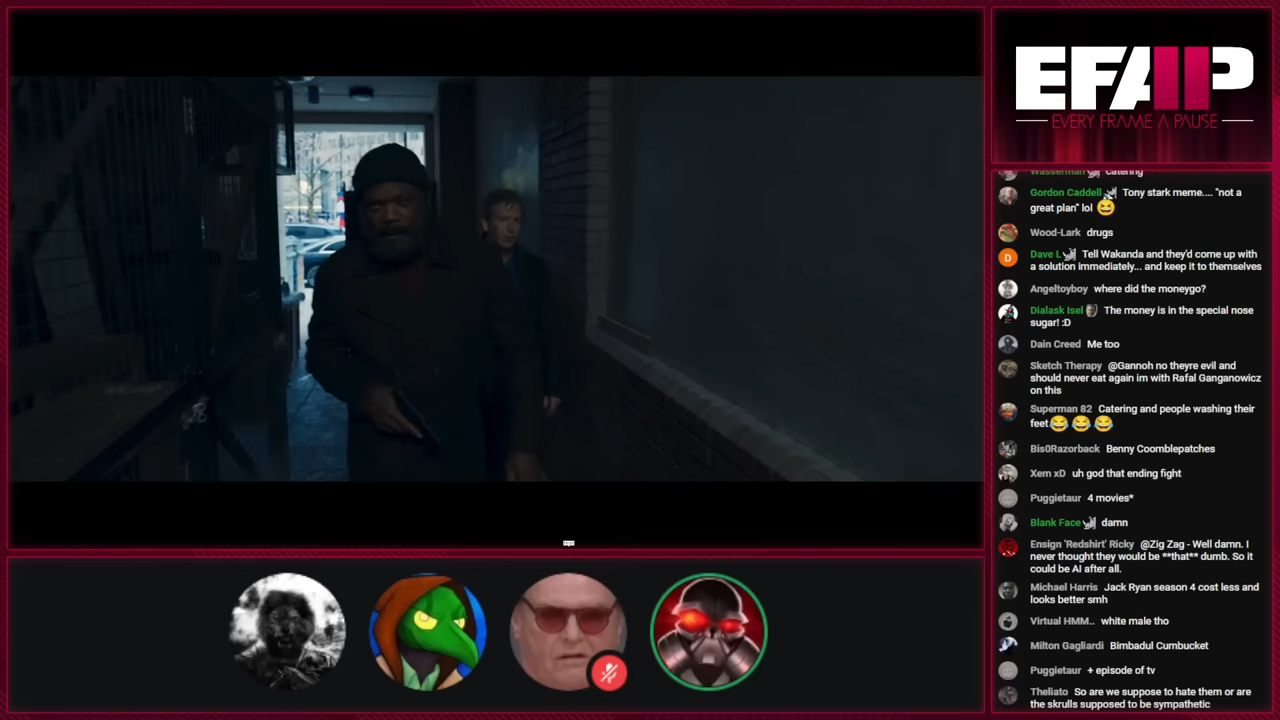 EFAP
EVERY FRAME A PAUSE
Wasserman catering
Gordon Caddell Tony stark meme.... "not a
great plan" lol
Wood-Lark drugs
D
Dave L Tell Wakanda and they'd come up with
a solution immediately... and keep it to themselves
Angeltoyboy where did the moneygo?
Dialask Isel The money is in the special nose
sugar! :D
Dain Creed Me too
Sketch Therapy @Gannoh no theyre evil and
should never eat again im with Rafal Ganganowicz
on this
Superman 82 Catering and people washing their
feet
Bis0Razorback Benny Coomblepatches
Xem xD uh god that ending fight
Puggietaur 4 movies*
Blank Face damn
Ensign 'Redshirt' Ricky @Zig Zag - Well damn. I
never thought they would be **that** dumb. So it
could be AI after all.
Michael Harris Jack Ryan season 4 cost less and
looks better smh
Virtual HMM.. white male tho
Milton Gagliardi Bimbadul Cumbucket
Puggietaur + episode of tv
Theliato So are we suppose to hate them or are
the skrulls supposed to be sympathetic